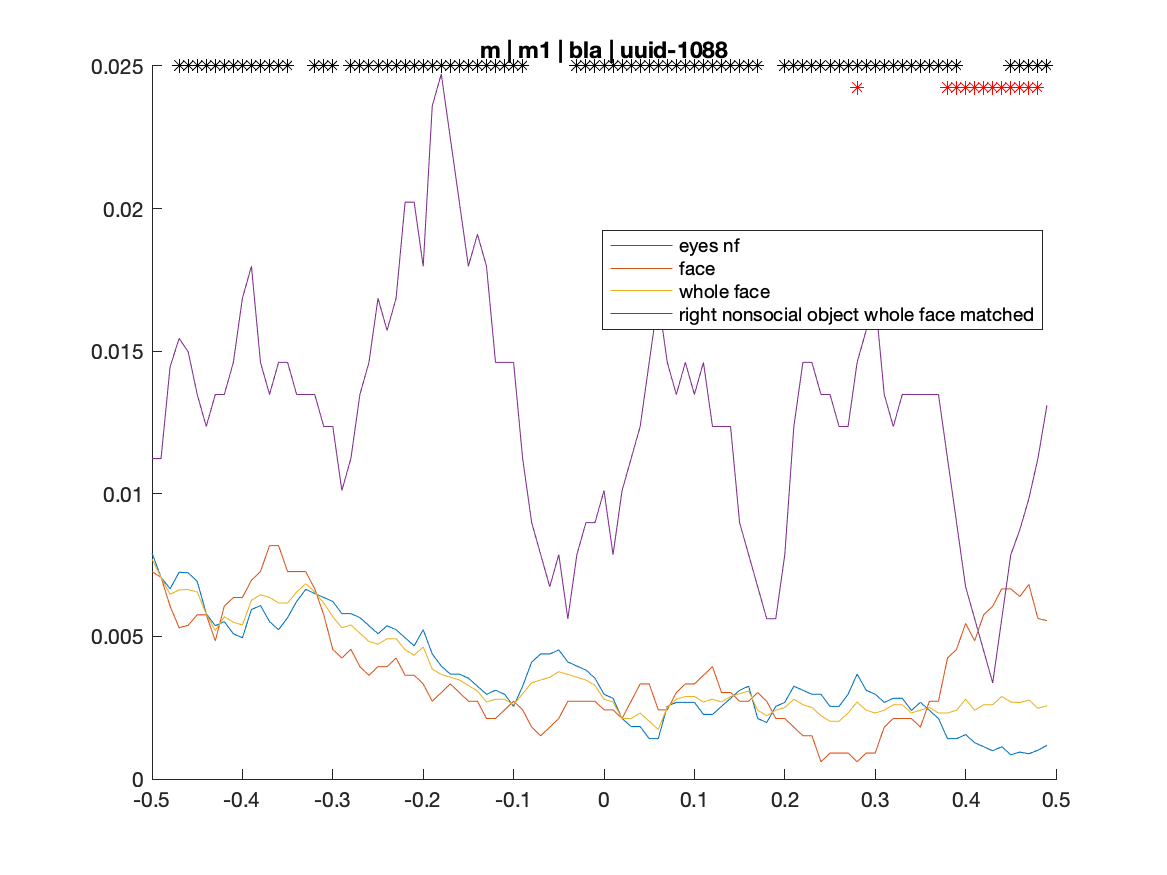 m | m1 | bla | uuid-1088
0.025
0.02
0.015
0.01
0.005
0
eyes nf
face
whole face
right nonsocial object whole face matched
-0.5 -0.4 -0.3 -0.2 -0.1 0 0.1 0.2 0.3 0.4 0.5